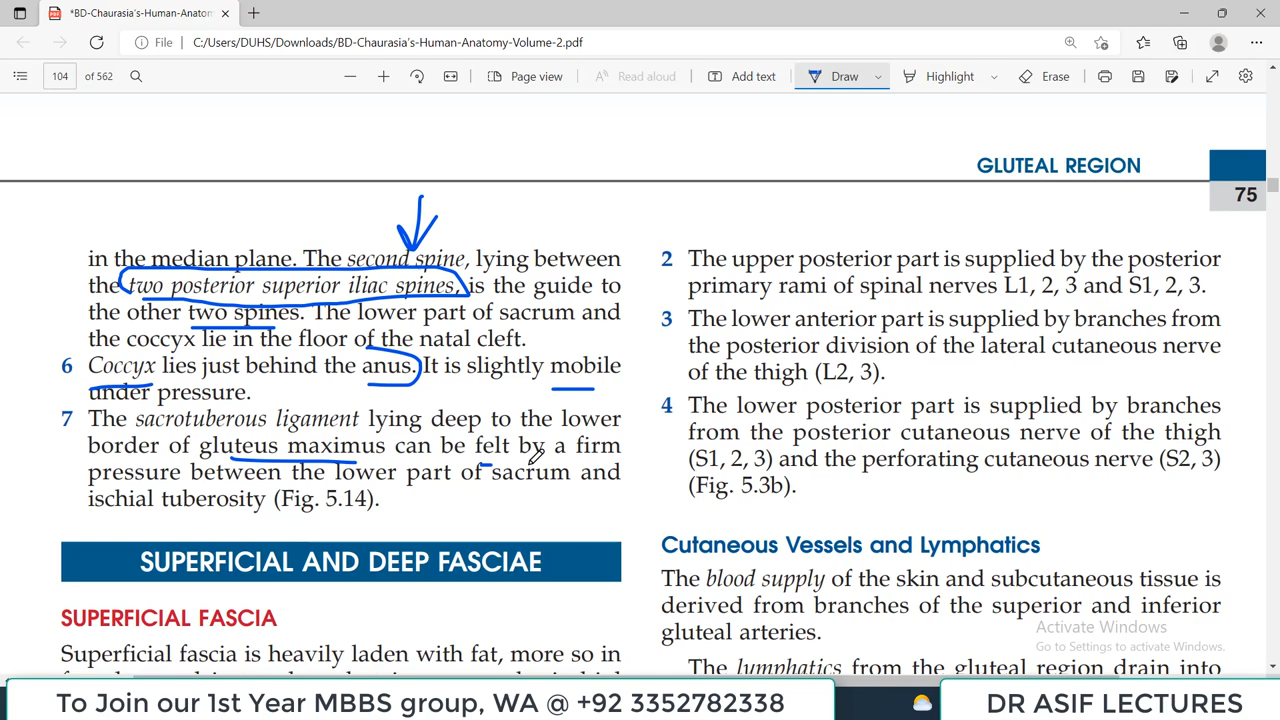 *BD-Chaurasia's-Human-Anatom
File
C:/Users/DUHS/Downloads/BD-Chaurasia's-Human-Anatomy-Volume-2.pdf
104 of 562
Page view
Read aloud
Add text
Draw
Highlight
Erase
GLUTEAL REGION
75
in the median plane. The second spine, lying between
the two posterior superior iliac spines, is the guide to
the other two spines. The lower part of sacrum and
the coccyx lie in the floor of the natal cleft.
6 Coccyx lies just behind the anus. It is slightly mobile
under pressure.
7 The sacrotuberous ligament lying deep to the lower
border of gluteus maximus can be felt by a firm
pressure between the lower part of sacrum and
ischial tuberosity (Fig. 5.14).
SUPERFICIAL AND DEEP FASCIAE
SUPERFICIAL FASCIA
Superficial fascia is heavily laden with fat, more so in
2 The upper posterior part is supplied by the posterior
primary rami of spinal nerves L1, 2, 3 and S1, 2, 3.
3 The lower anterior part is supplied by branches from
the posterior division of the lateral cutaneous nerve
of the thigh (L2, 3).
4 The lower posterior part is supplied by branches
from the posterior cutaneous nerve of the thigh
(S1, 2, 3) and the perforating cutaneous nerve (S2, 3)
(Fig. 5.3b).
Cutaneous Vessels and Lymphatics
The blood supply of the skin and subcutaneous tissue is
derived from branches of the superior and inferior
gluteal arteries.
The lymphatics from the gluteal region drain into
Activate Windows
Go to Settings to activate Windows.
To Join our 1st Year MBBS group, WA @ +92 3352782338
DR ASIF LECTURES